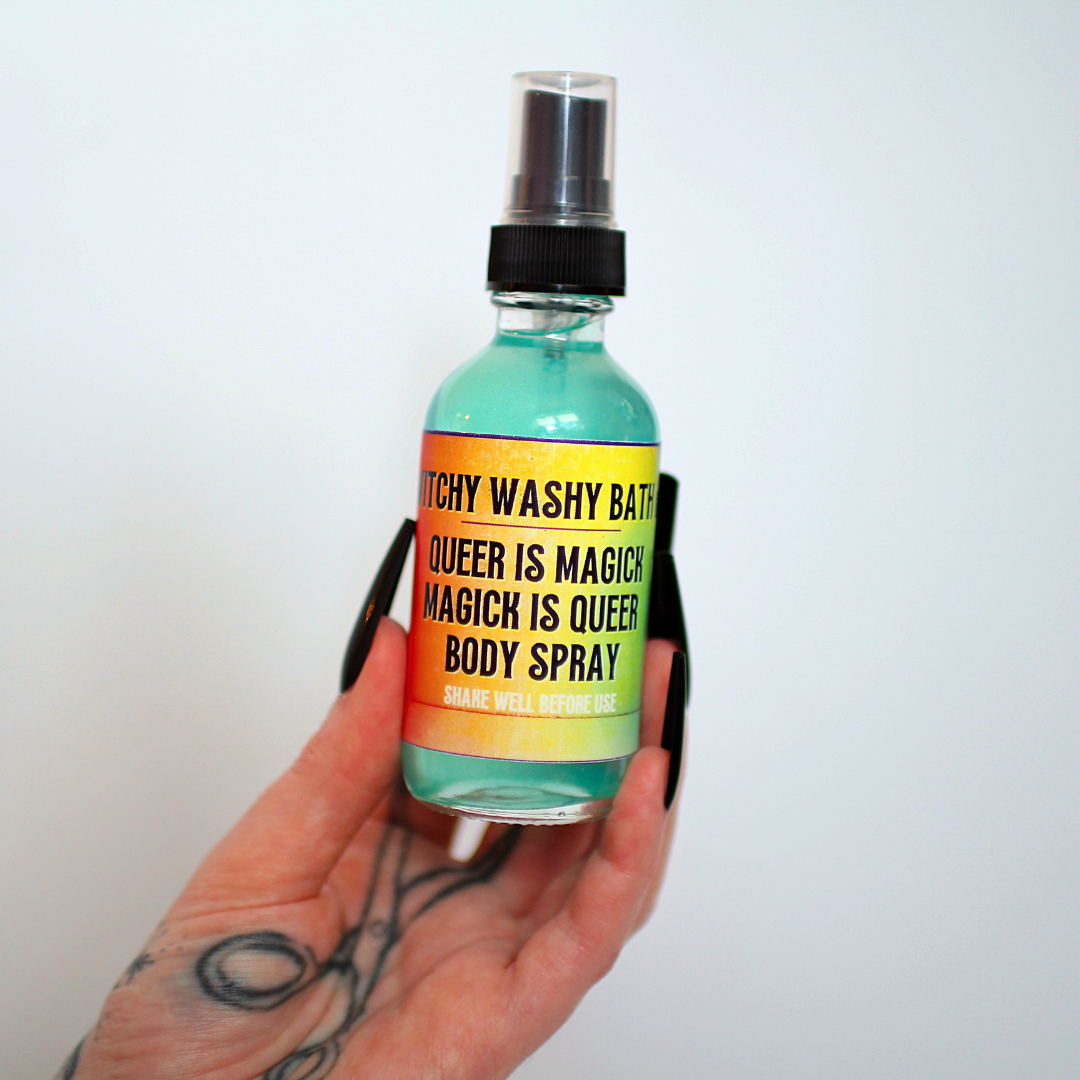 ITCHY WASHY BATH
QUEER IS MAGICK
MAGICK IS QUEER
BODY SPRAY
SHAKE WELL BEFORE USE